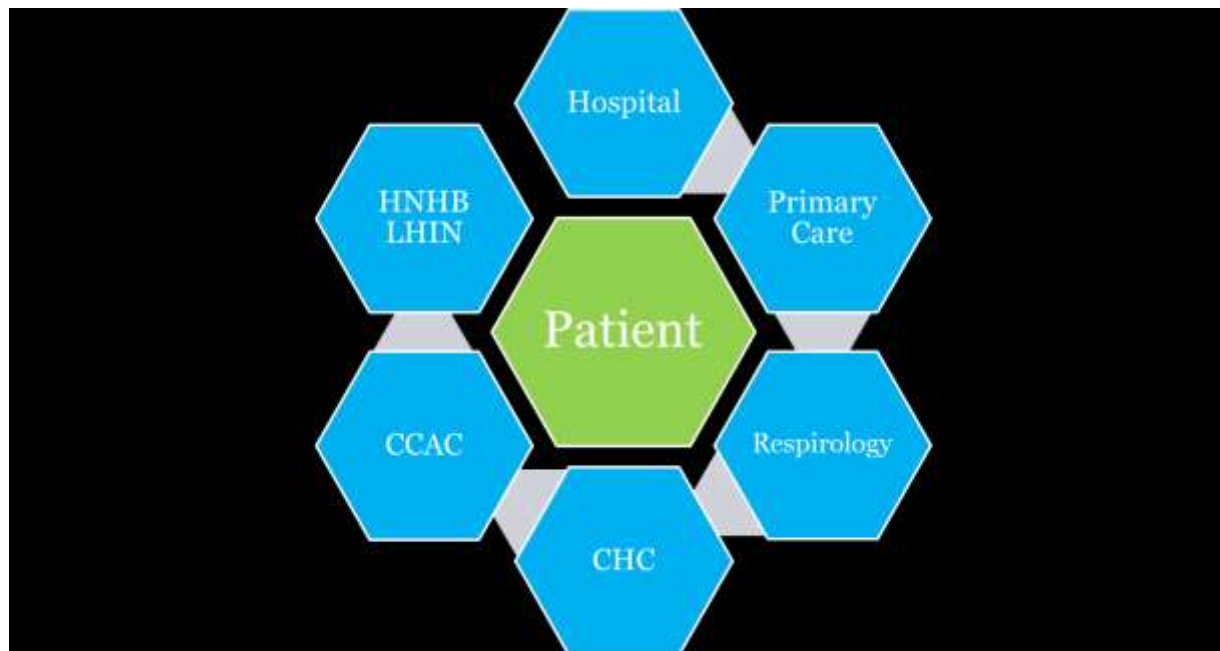 Hospital
HNHB
LHIN
Primary
Care
Patient
CCAC
Respirology
CHC